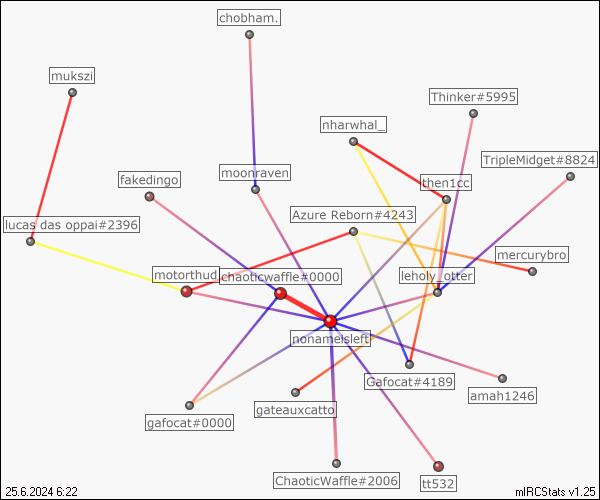 chobham.
mukszi
Thinker#5995
nharwhal_
TripleMidget#8824
fakedingo
moonraven
then1cc
Azure Reborn#4243
lucas das oppai#2396
mercurybro
motorthud
chaoticwaffle#0000
leholy_otter
nonameisleft
Gafocat#4189
amah1246
gateauxcatto
gafocat#0000
ChaoticWaffle#2006
tt532
25.6.2024 6:22
mIRCStats v1.25